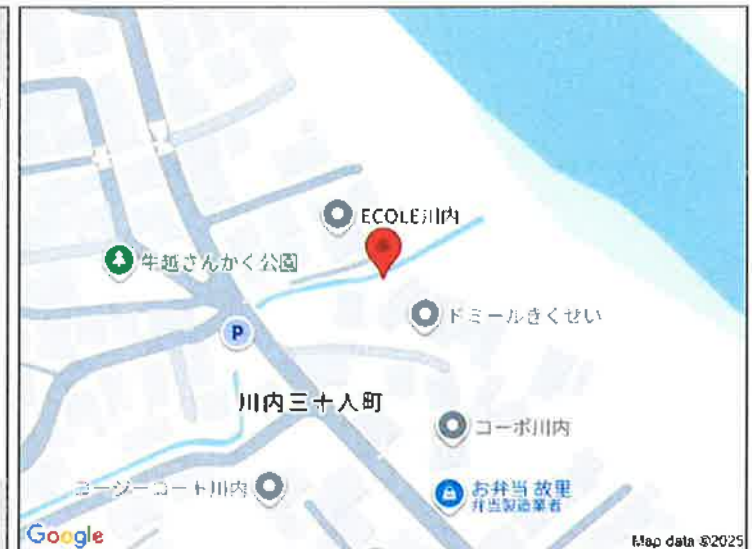 ECOLE川内
牛越さんかく公園
ドミールきくせい
P
川内三十人町
コーポ川内
コージーコート川内
お弁当 故里
弁当製造業者
Google
Map data ©2025